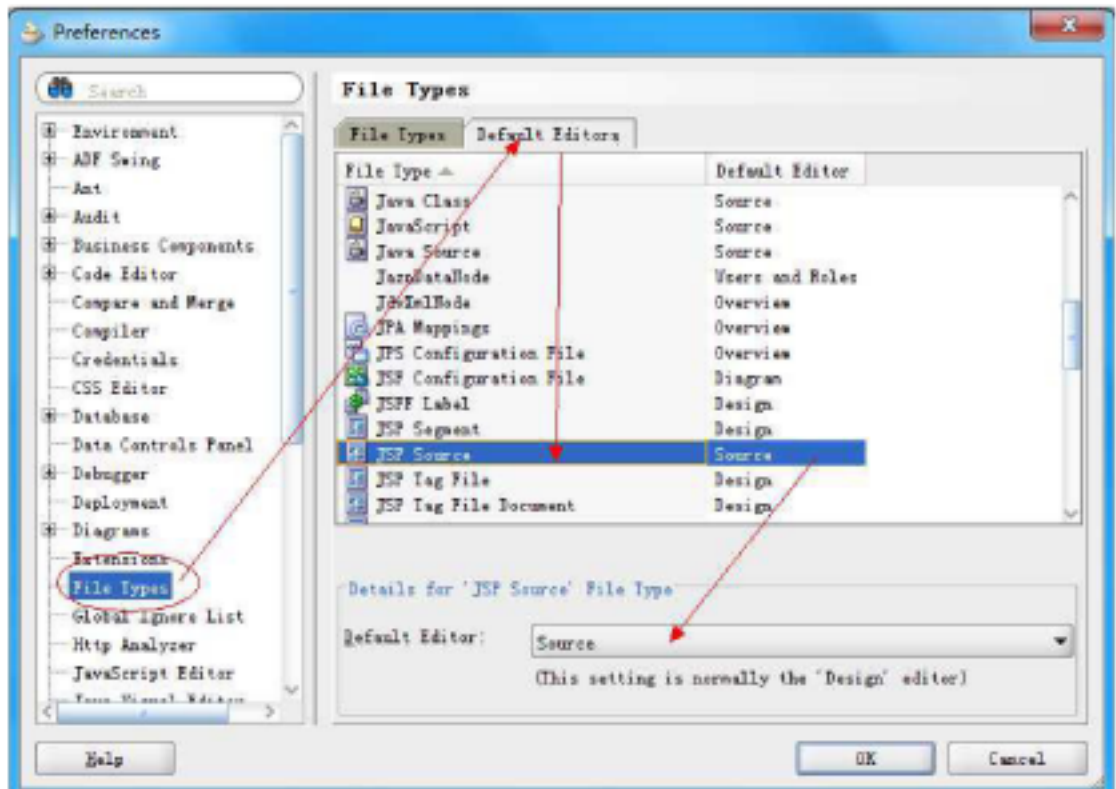 Preferences
Search
Environment
ADF Swing
Ant
Audit
Business Components
Code Editor
Compare and Merge
Compiler
Credentials
CSS Editor
Database
Data Controls Panel
Debugger
Deployment
Diagrams
Extensions
File Types
Global Ignore List
Http Analyzer
JavaScript Editor
Java Visual Editor
File Types
File Types Default Editors
File Type Default Editor
Java Class Source
JavaScript Source
Java Source Source
JaznDataNode Users and Roles
JdvXmlNode Overview
JPA Mappings Overview
JPS Configuration File Overview
JSF Configuration File Diagram
JSFF Label Design
JSP Segment Design
JSP Source Source
JSP Tag File Design
JSP Tag File Document Design
Details for 'JSP Source' File Type
Default Editor: Source
(This setting is normally the 'Design' editor)
Help OK Cancel